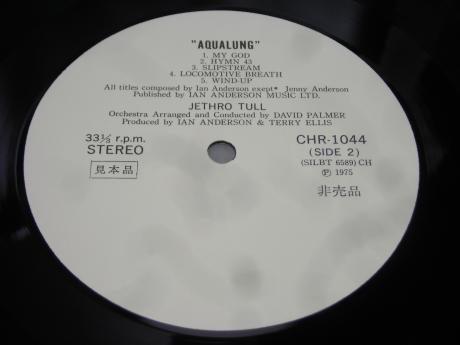 "AQUALUNG"
1. MY GOD
2. HYMN 43
3. SLIPSTREAM
4. LOCOMOTIVE BREATH
5. WIND-UP
All titles composed by Ian Anderson exept* Jenny Anderson
Published by IAN ANDERSON MUSIC LTD.
JETHRO TULL
Orchestra Arranged and Conducted by DAVID PALMER
Produced by IAN ANDERSON & TERRY ELLIS
33⅓ r.p.m.
STEREO
見本品
CHR-1044
(SIDE 2)
(SILBT 6589) CH
Ⓟ 1975
非売品